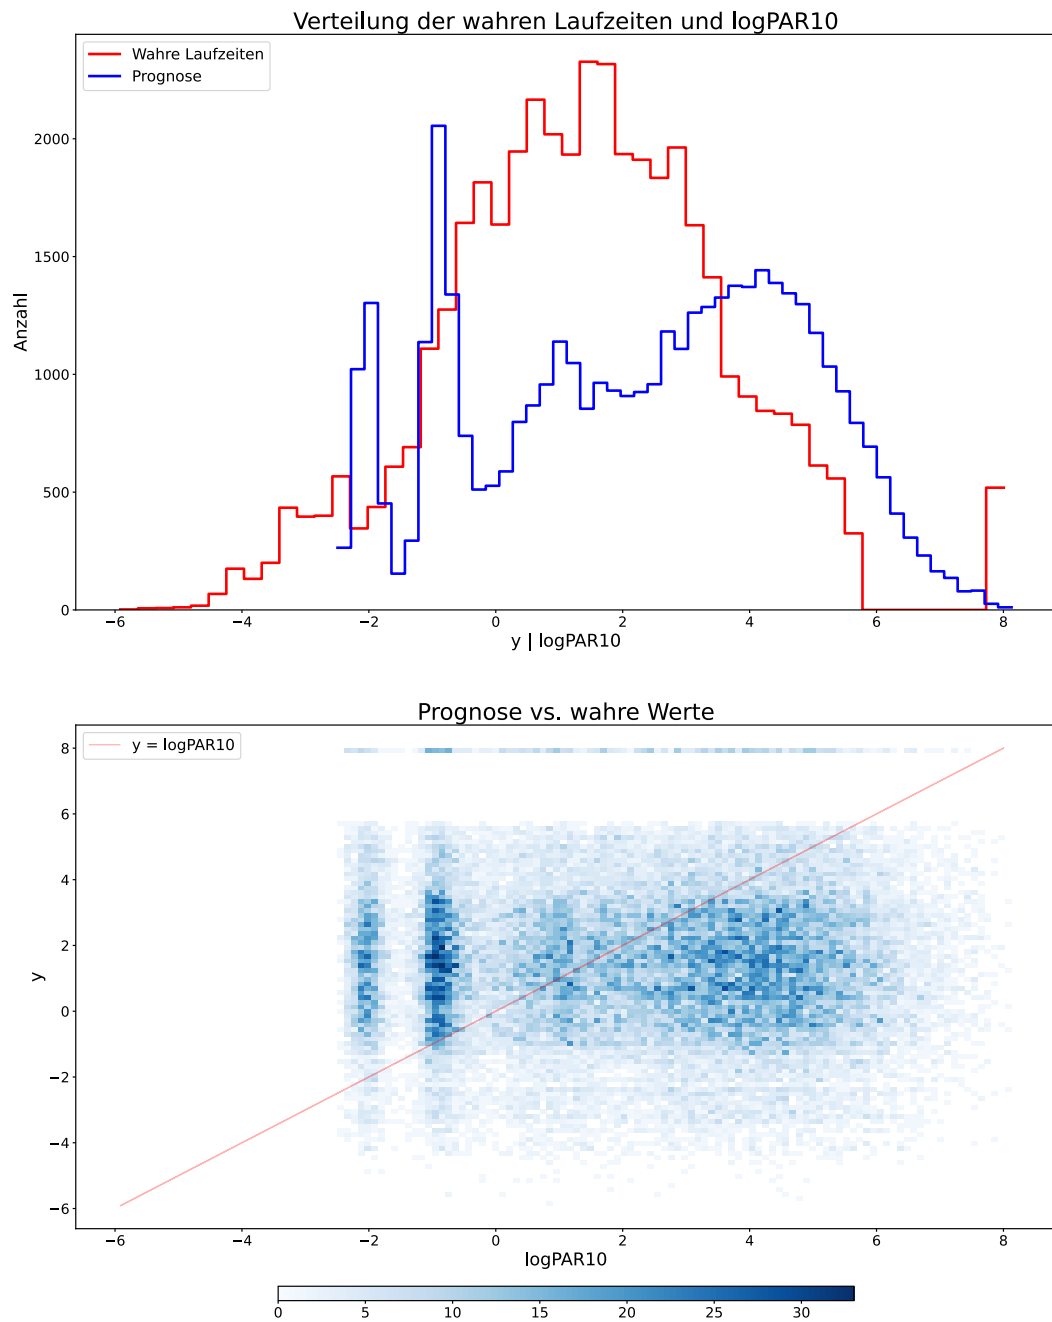 Verteilung der wahren Laufzeiten und logPAR10
Wahre Laufzeiten
Prognose
2000
1500
1000
500
0
Anzahl
−6 −4 −2 0 2 4 6 8
y | logPAR10
Prognose vs. wahre Werte
y = logPAR10
8
6
4
2
0
−2
−4
−6
y
−6 −4 −2 0 2 4 6 8
logPAR10
0 5 10 15 20 25 30